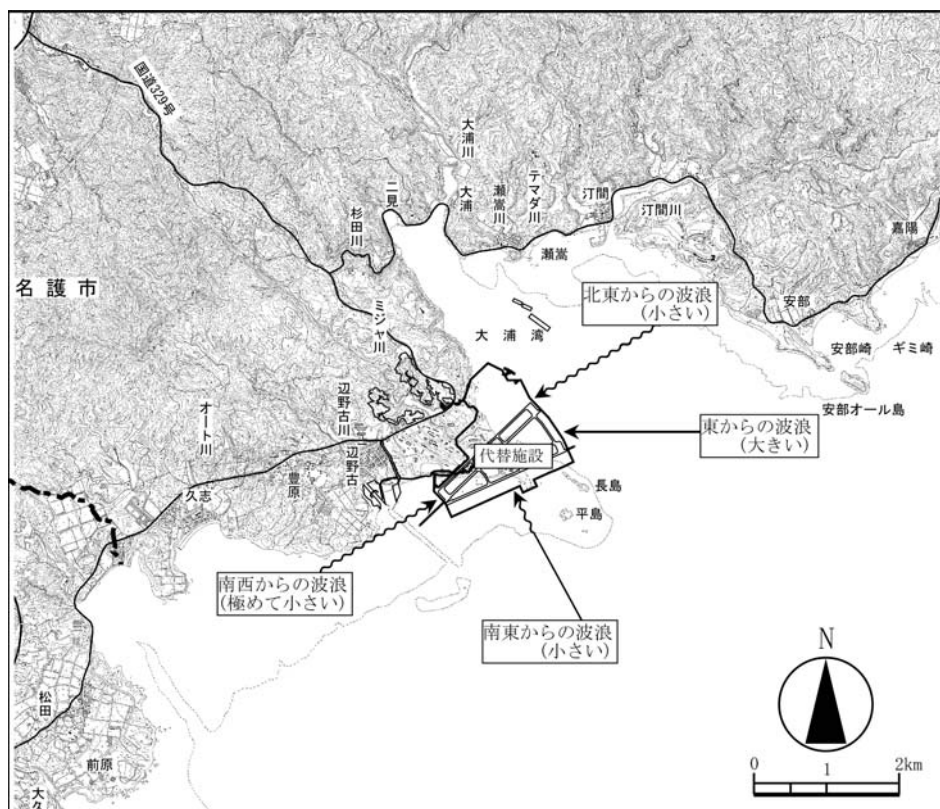 国道329号
大浦川
二見
大浦
瀬嵩川
テマダ川
汀間
汀間川
杉田川
瀬嵩
嘉陽
名護市
ミジャ川
北東からの波浪
(小さい)
安部
大浦湾
安部崎
ギミ崎
安部オール島
辺野古川
オート川
東からの波浪
(大きい)
辺野古
代替施設
豊原
久志
長島
平島
南西からの波浪
(極めて小さい)
南東からの波浪
(小さい)
N
松田
前原
大久
0
1
2km